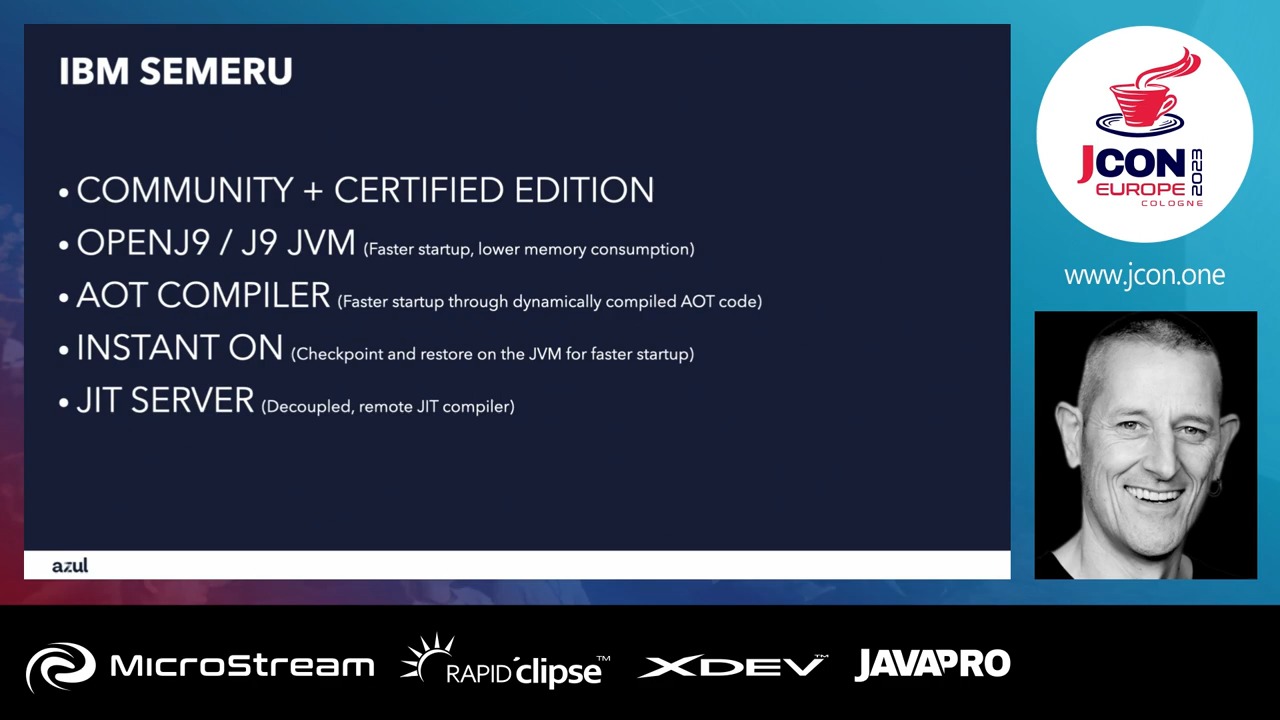 IBM SEMERU
• COMMUNITY + CERTIFIED EDITION
• OPENJ9 / J9 JVM (Faster startup, lower memory consumption)
• AOT COMPILER (Faster startup through dynamically compiled AOT code)
• INSTANT ON (Checkpoint and restore on the JVM for faster startup)
• JIT SERVER (Decoupled, remote JIT compiler)
azul
JCON
EUROPE
2023
COLOGNE
www.jcon.one
MICROSTREAM
RAPID clipse™
XDEV™
JAVAPRO